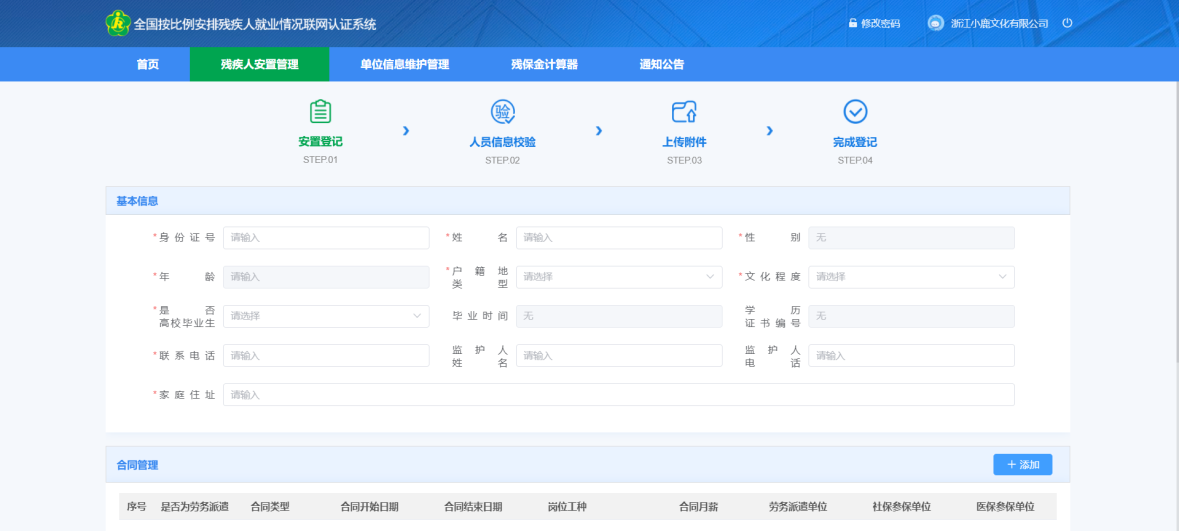 全国按比例安排残疾人就业情况联网认证系统
修改密码
浙江小鹿文化有限公司
首页
残疾人安置管理
单位信息维护管理
残保金计算器
通知公告
验
安置登记
人员信息校验
上传附件
完成登记
STEP.01
STEP.02
STEP.03
STEP.04
基本信息
*身份证号 请输入
*姓名 请输入
*性别 无
*年龄 请输入
*户籍地类型 请选择
*文化程度 请选择
*是否高校毕业生 请选择
毕业时间 无
学历证书编号 无
*联系电话 请输入
监护人姓名 请输入
监护人电话 请输入
*家庭住址 请输入
合同管理
+ 添加
序号 是否为劳务派遣 合同类型 合同开始日期 合同结束日期 岗位工种 合同月薪 劳务派遣单位 社保参保单位 医保参保单位